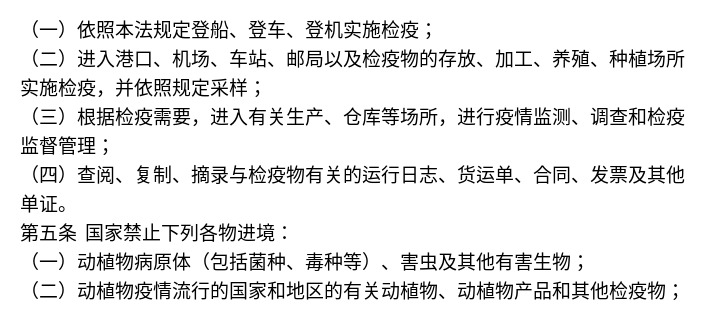 （一）依照本法规定登船、登车、登机实施检疫；
（二）进入港口、机场、车站、邮局以及检疫物的存放、加工、养殖、种植场所
实施检疫，并依照规定采样；
（三）根据检疫需要，进入有关生产、仓库等场所，进行疫情监测、调查和检疫
监督管理；
（四）查阅、复制、摘录与检疫物有关的运行日志、货运单、合同、发票及其他
单证。
第五条 国家禁止下列各物进境：
（一）动植物病原体（包括菌种、毒种等）、害虫及其他有害生物；
（二）动植物疫情流行的国家和地区的有关动植物、动植物产品和其他检疫物；